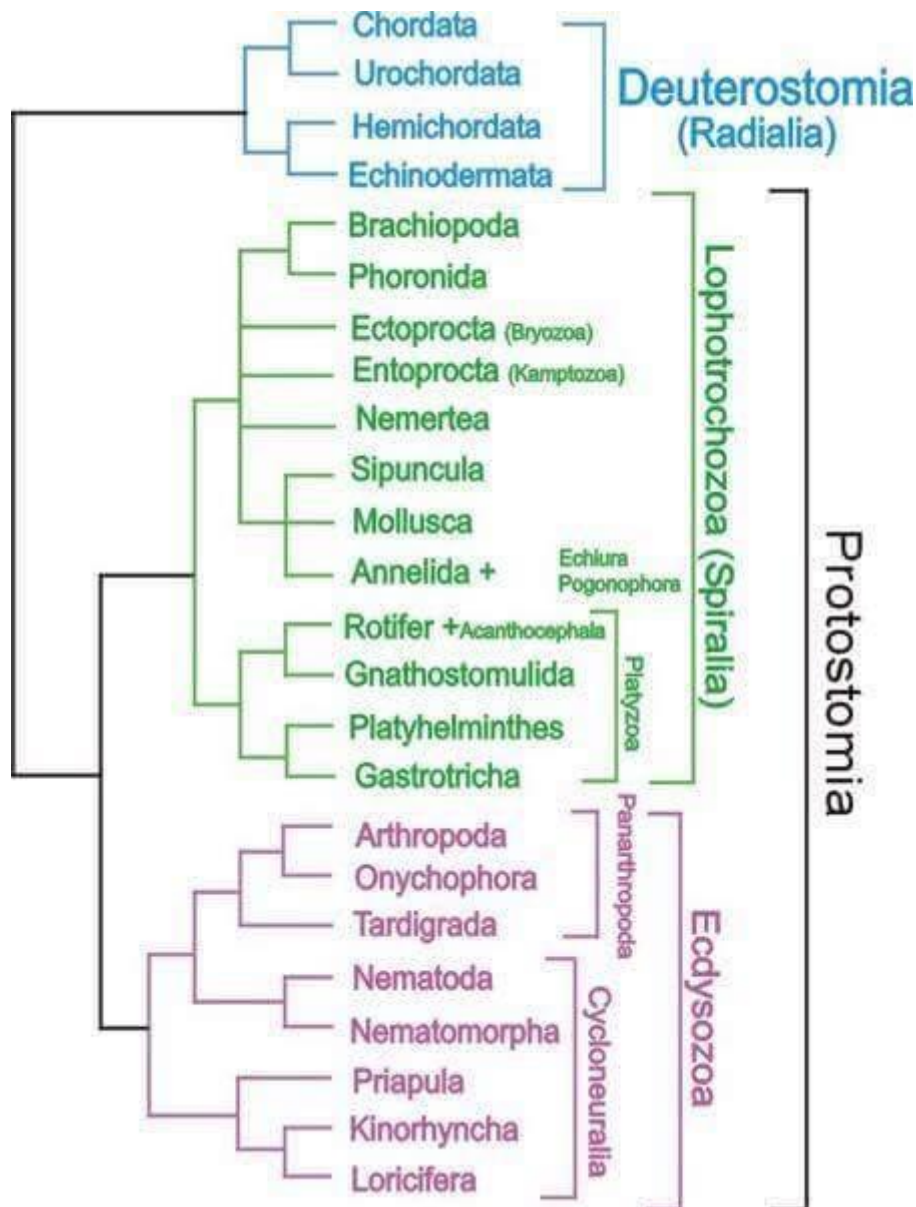 Chordata
Urochordata
Hemichordata
Echinodermata
Deuterostomia
(Radialia)
Brachiopoda
Phoronida
Ectoprocta (Bryozoa)
Entoprocta (Kamptozoa)
Nemertea
Sipuncula
Mollusca
Annelida +
Echiura
Pogonophora
Rotifer +Acanthocephala
Gnathostomulida
Platyhelminthes
Gastrotricha
Platyzoa
Lophotrochozoa (Spiralia)
Arthropoda
Onychophora
Tardigrada
Panarthropoda
Nematoda
Nematomorpha
Priapula
Kinorhyncha
Loricifera
Cycloneuralia
Ecdysozoa
Protostomia